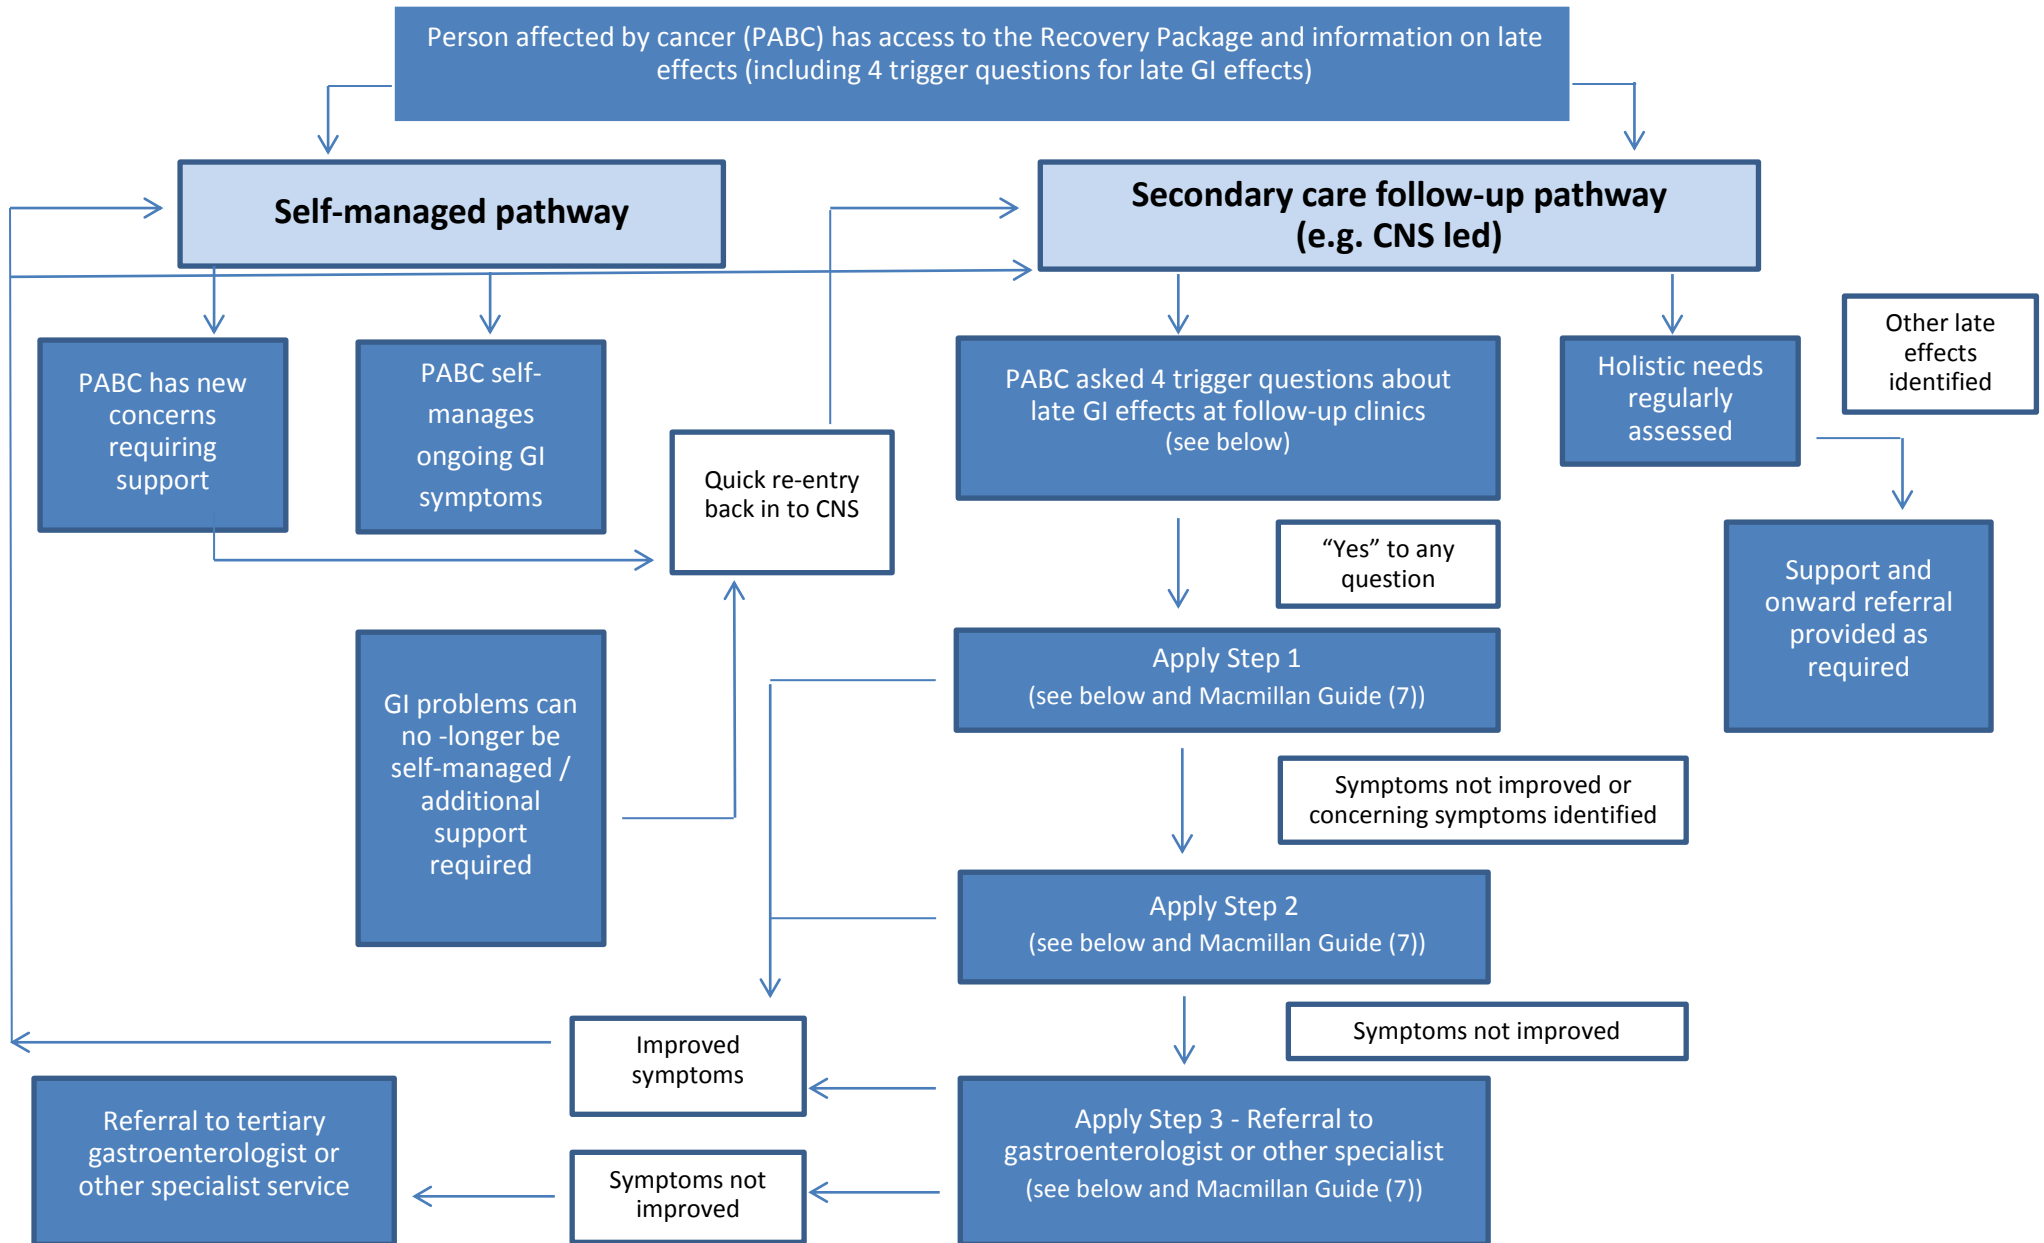 Person affected by cancer (PABC) has access to the Recovery Package and information on late
effects (including 4 trigger questions for late GI effects)
Self-managed pathway
Secondary care follow-up pathway
(e.g. CNS led)
PABC has new
concerns
requiring
support
PABC self-
manages
ongoing GI
symptoms
Quick re-entry
back in to CNS
PABC asked 4 trigger questions about
late GI effects at follow-up clinics
(see below)
Holistic needs
regularly
assessed
Other late
effects
identified
"Yes" to any
question
Support and
onward referral
provided as
required
GI problems can
no -longer be
self-managed /
additional
support
required
Apply Step 1
(see below and Macmillan Guide (7))
Symptoms not improved or
concerning symptoms identified
Apply Step 2
(see below and Macmillan Guide (7))
Symptoms not improved
Improved
symptoms
Referral to tertiary
gastroenterologist or
other specialist service
Symptoms not
improved
Apply Step 3 - Referral to
gastroenterologist or other specialist
(see below and Macmillan Guide (7))